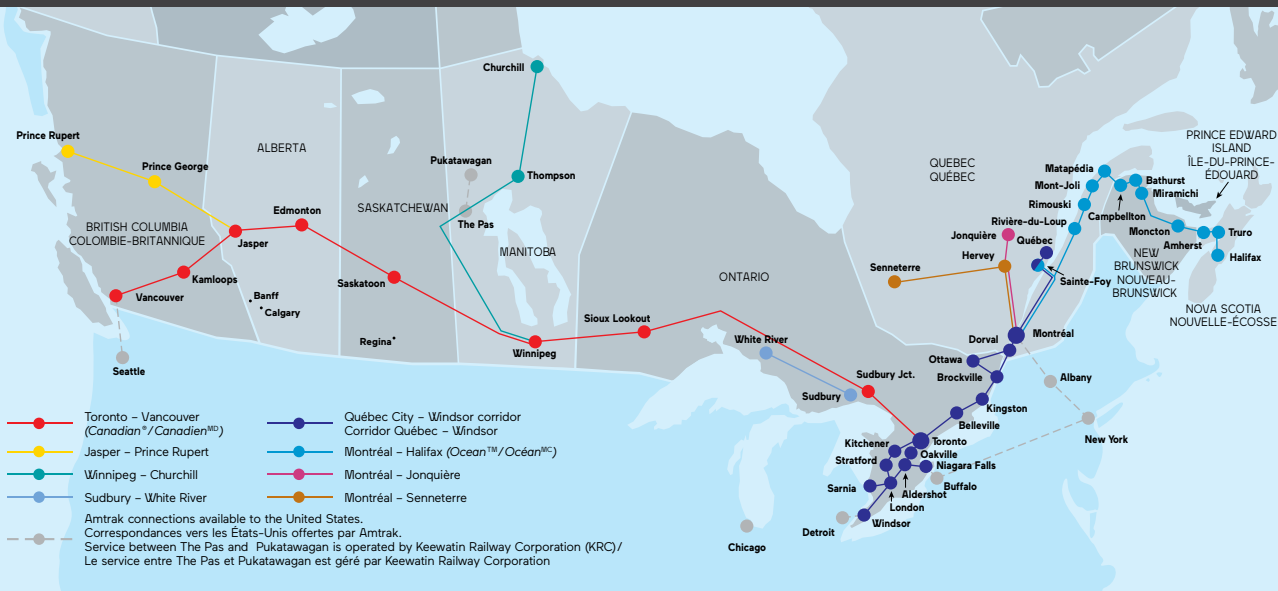 Churchill
Prince Rupert
Prince George
ALBERTA
Pukatawagan
Thompson
SASKATCHEWAN
The Pas
Edmonton
BRITISH COLUMBIA
COLOMBIE-BRITANNIQUE
Jasper
Kamloops
Vancouver
Banff
Calgary
Saskatoon
MANITOBA
Regina
Winnipeg
Sioux Lookout
ONTARIO
White River
Sudbury Jct.
Sudbury
Seattle
QUEBEC
QUÉBEC
PRINCE EDWARD
ISLAND
ÎLE-DU-PRINCE-
ÉDOUARD
Matapédia
Mont-Joli
Bathurst
Miramichi
Rimouski
Campbellton
Rivière-du-Loup
Moncton
Truro
Jonquière
Québec
Amherst
Hervey
Halifax
Senneterre
Sainte-Foy
NEW
BRUNSWICK
NOUVEAU-
BRUNSWICK
NOVA SCOTIA
NOUVELLE-ÉCOSSE
Dorval
Montréal
Ottawa
Brockville
Albany
Kingston
Belleville
New York
Kitchener
Toronto
Oakville
Stratford
Niagara Falls
Sarnia
Aldershot
Buffalo
London
Windsor
Detroit
Chicago
Toronto – Vancouver
(Canadian®/CanadienMD)
Jasper – Prince Rupert
Winnipeg – Churchill
Sudbury – White River
Québec City – Windsor corridor
Corridor Québec – Windsor
Montréal – Halifax (Ocean™/OcéanMC)
Montréal – Jonquière
Montréal – Senneterre
Amtrak connections available to the United States.
Correspondances vers les États-Unis offertes par Amtrak.
Service between The Pas and Pukatawagan is operated by Keewatin Railway Corporation (KRC)/
Le service entre The Pas et Pukatawagan est géré par Keewatin Railway Corporation